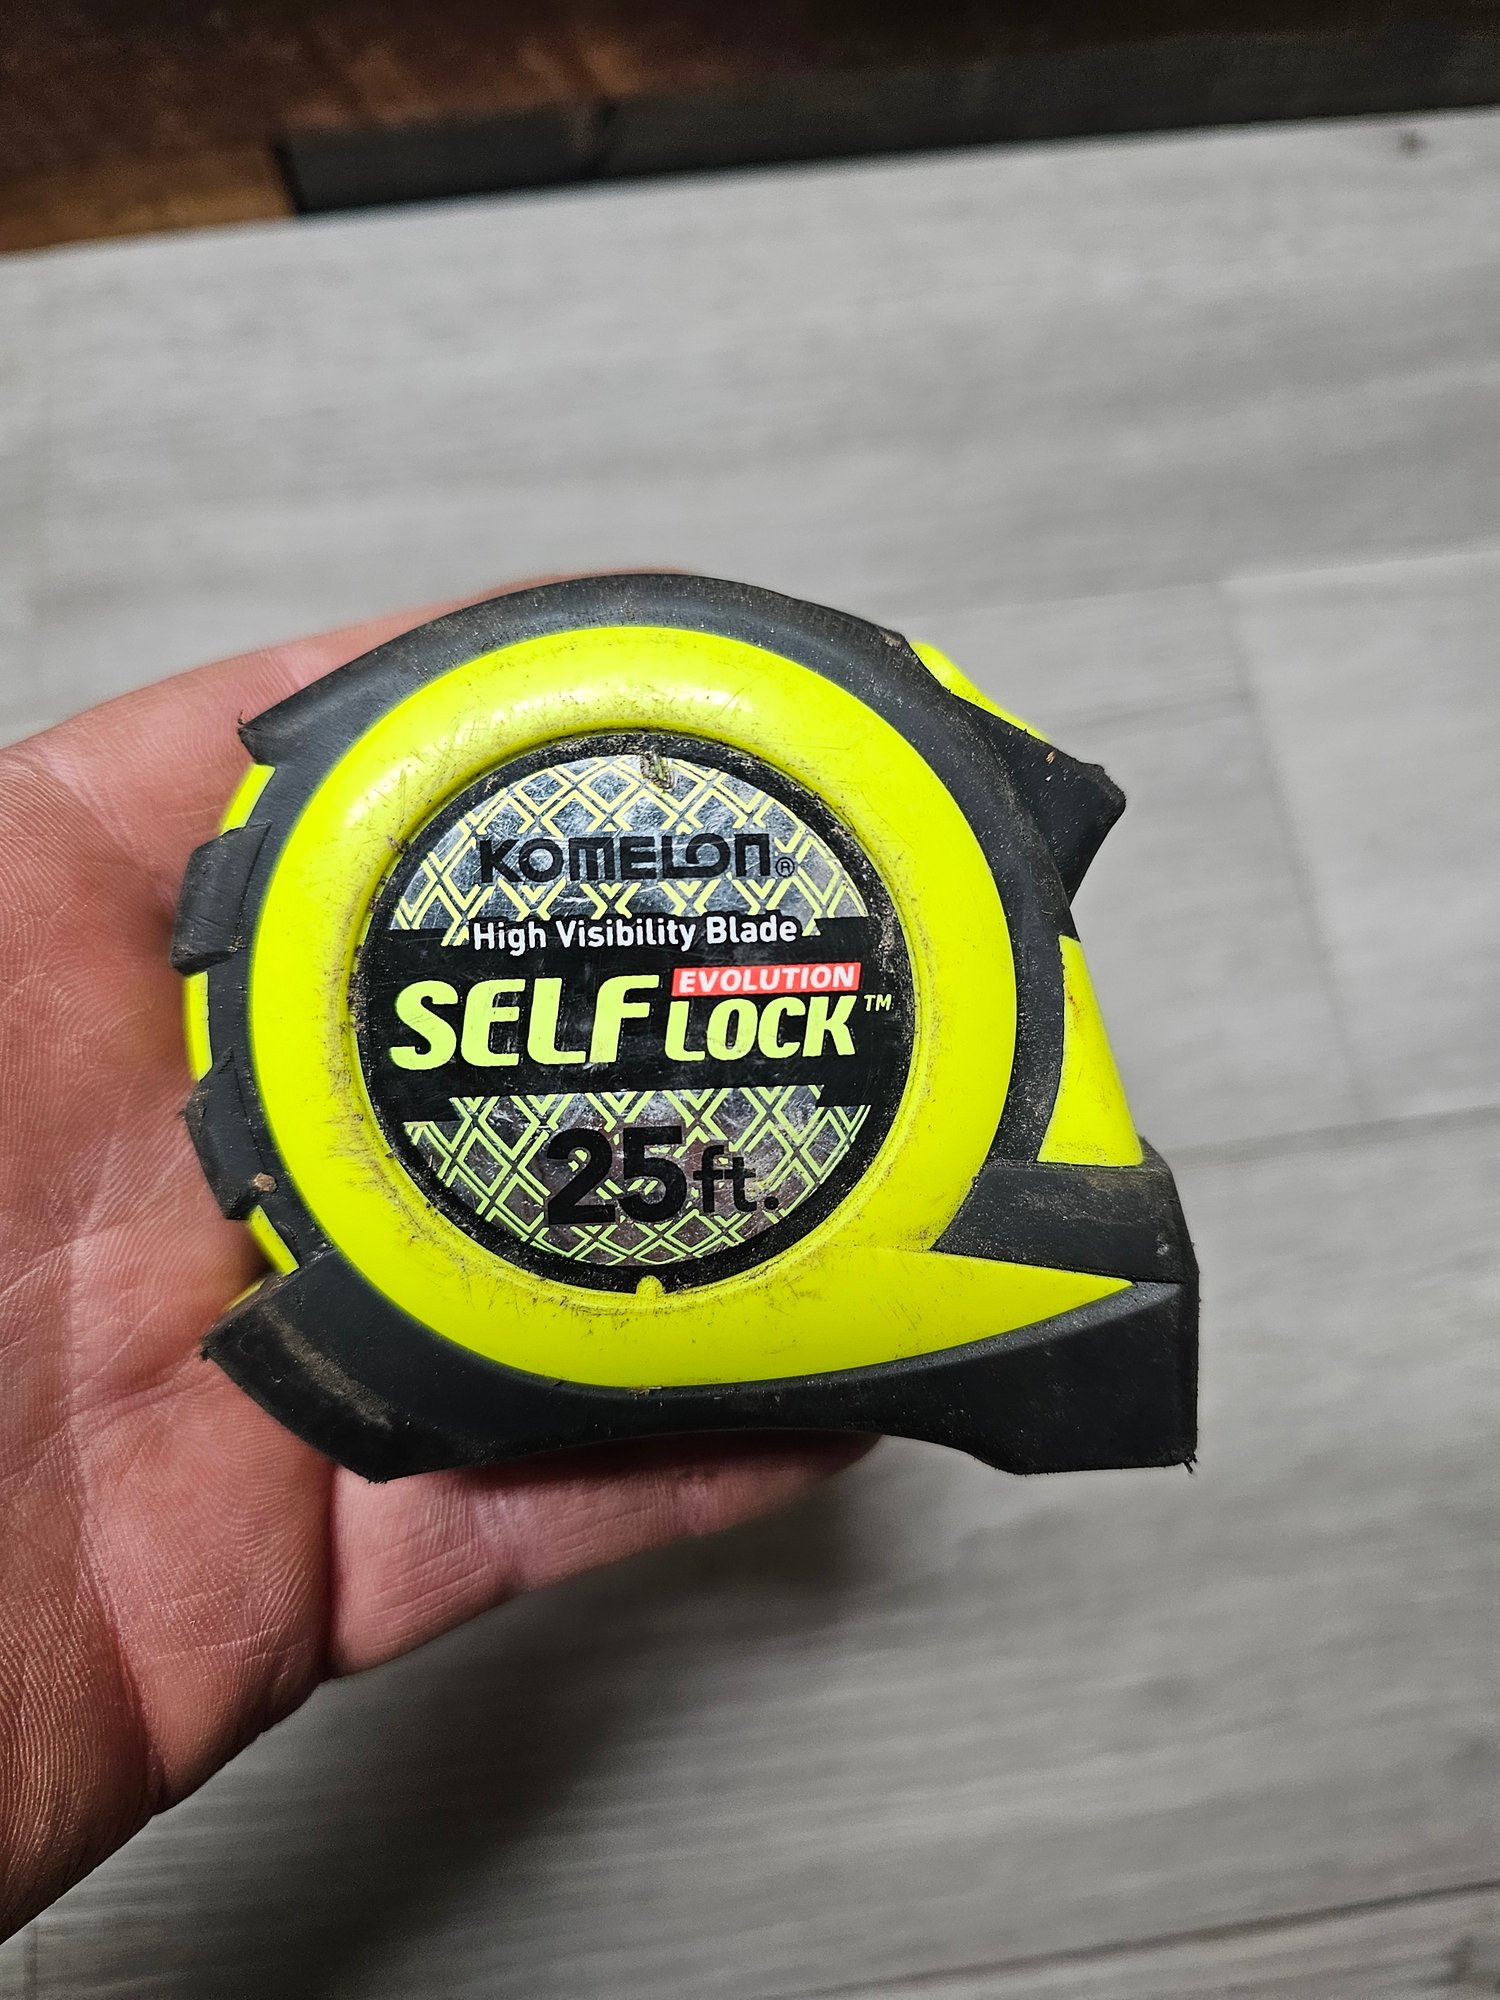 KOMELON®
High Visibility Blade
EVOLUTION
SELF LOCK™
25ft.